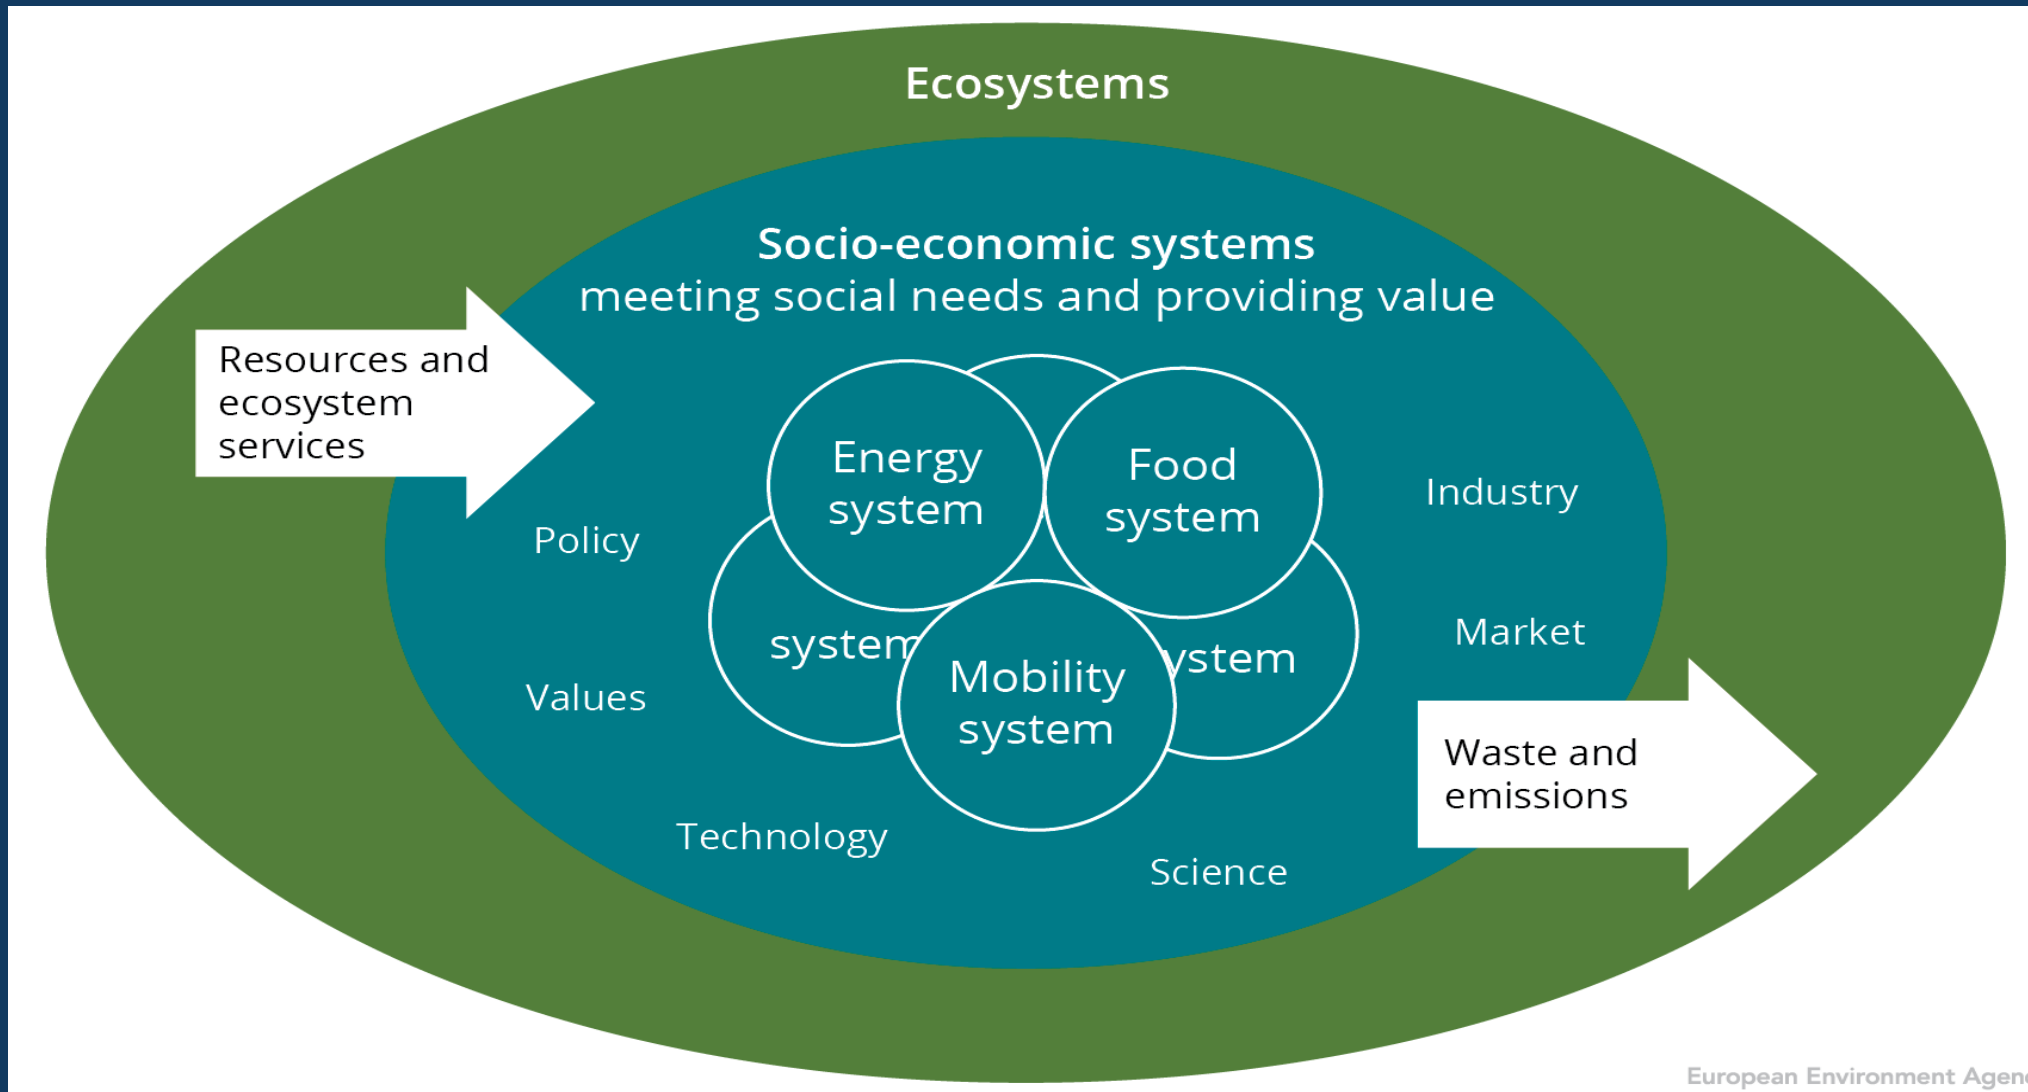 Ecosystems
Socio-economic systems
meeting social needs and providing value
Resources and
ecosystem
services
Energy
system
Food
system
Industry
Policy
Market
system
ystem
Mobility
system
Values
Waste and
emissions
Technology
Science
European Environment Agen